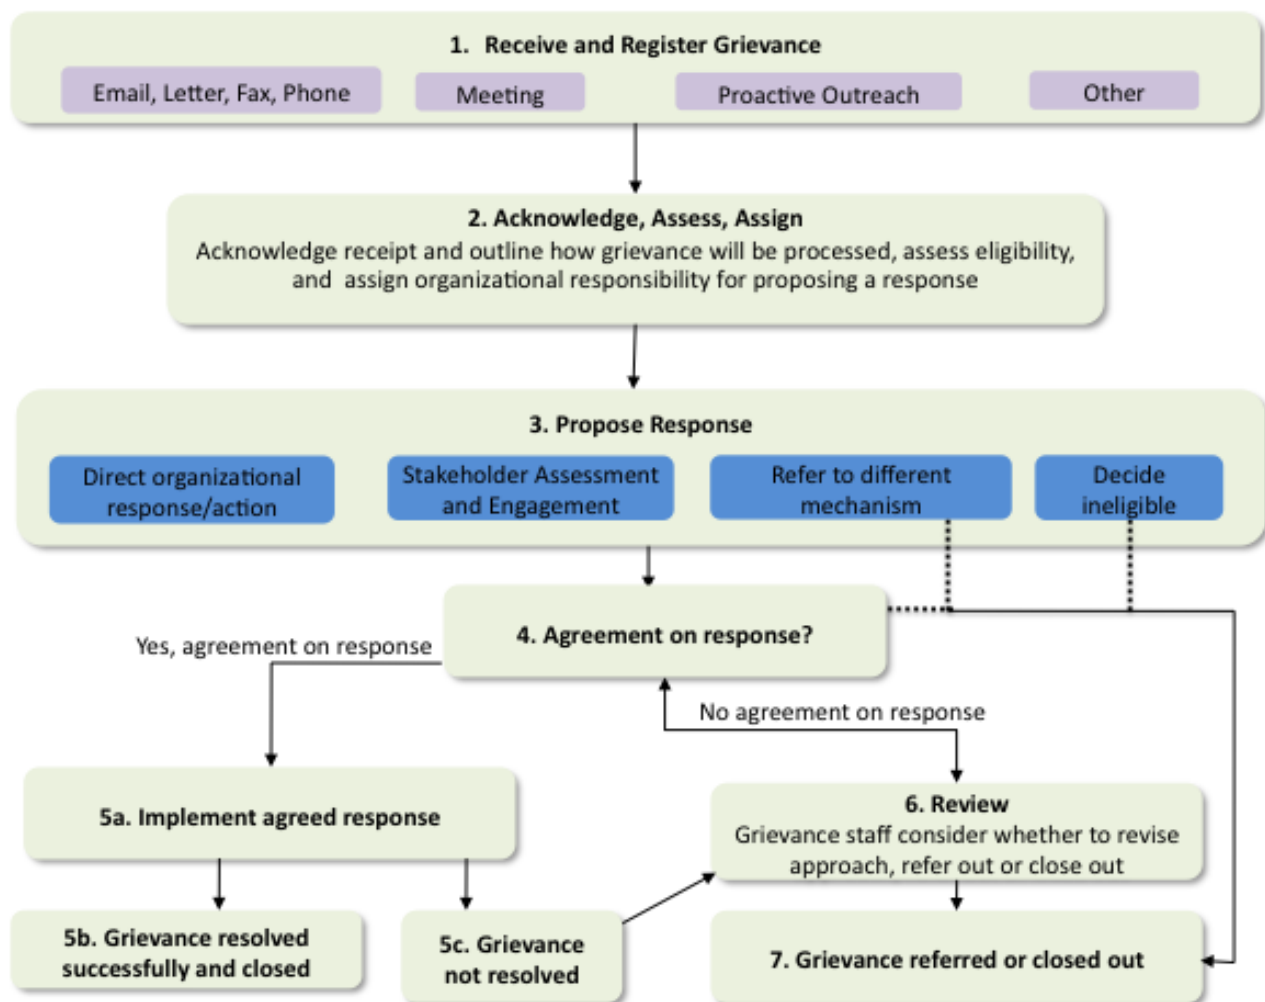 1. Receive and Register Grievance
Email, Letter, Fax, Phone
Meeting
Proactive Outreach
Other
2. Acknowledge, Assess, Assign
Acknowledge receipt and outline how grievance will be processed, assess eligibility,
and assign organizational responsibility for proposing a response
3. Propose Response
Direct organizational
response/action
Stakeholder Assessment
and Engagement
Refer to different
mechanism
Decide
ineligible
4. Agreement on response?
Yes, agreement on response
No agreement on response
5a. Implement agreed response
6. Review
Grievance staff consider whether to revise
approach, refer out or close out
5b. Grievance resolved
successfully and closed
5c. Grievance
not resolved
7. Grievance referred or closed out